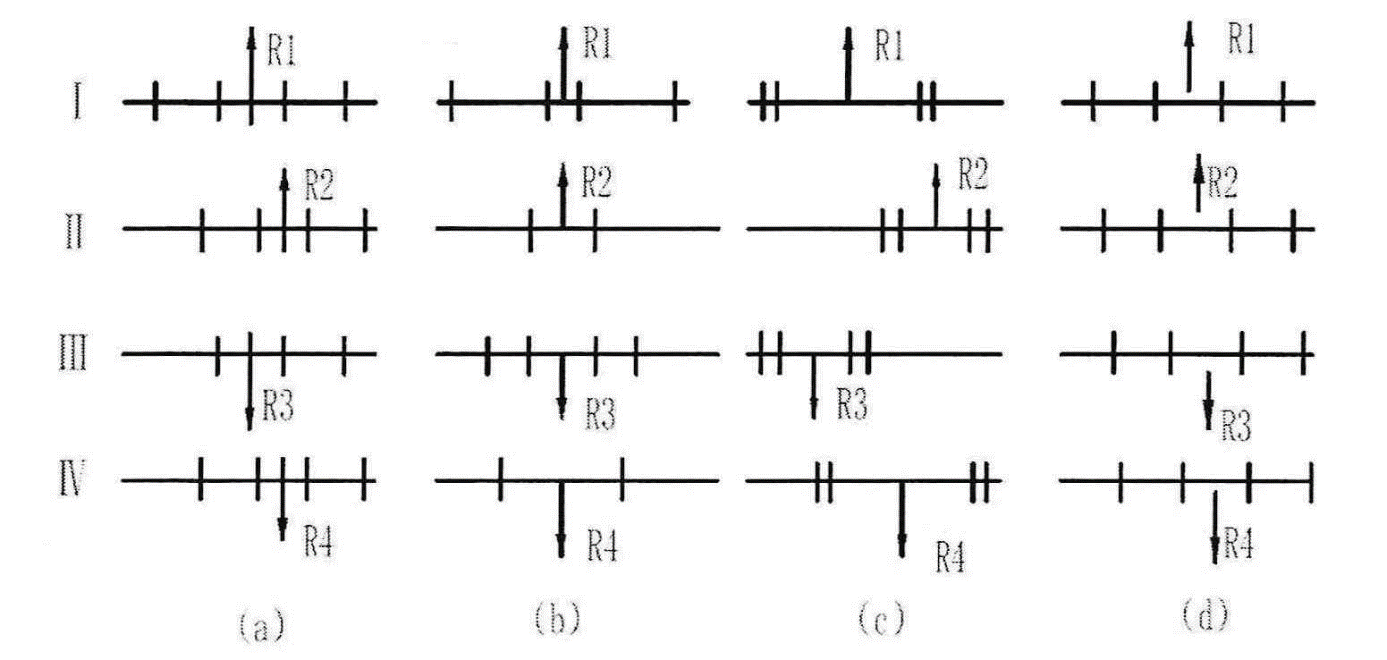 I R1 R1 R1 R1
II R2 R2 R2 R2
III R3 R3 R3 R3
IV R4 R4 R4 R4
(a) (b) (c) (d)